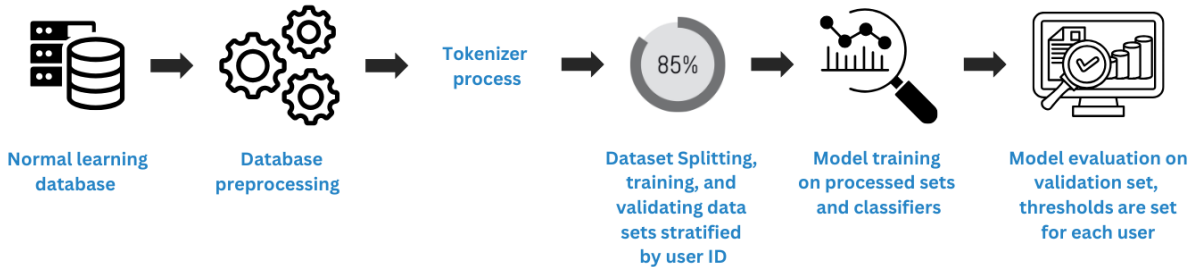 Normal learning
database
Database
preprocessing
Tokenizer
process
85%
Dataset Splitting,
training, and
validating data
sets stratified
by user ID
Model training
on processed sets
and classifiers
Model evaluation on
validation set,
thresholds are set
for each user